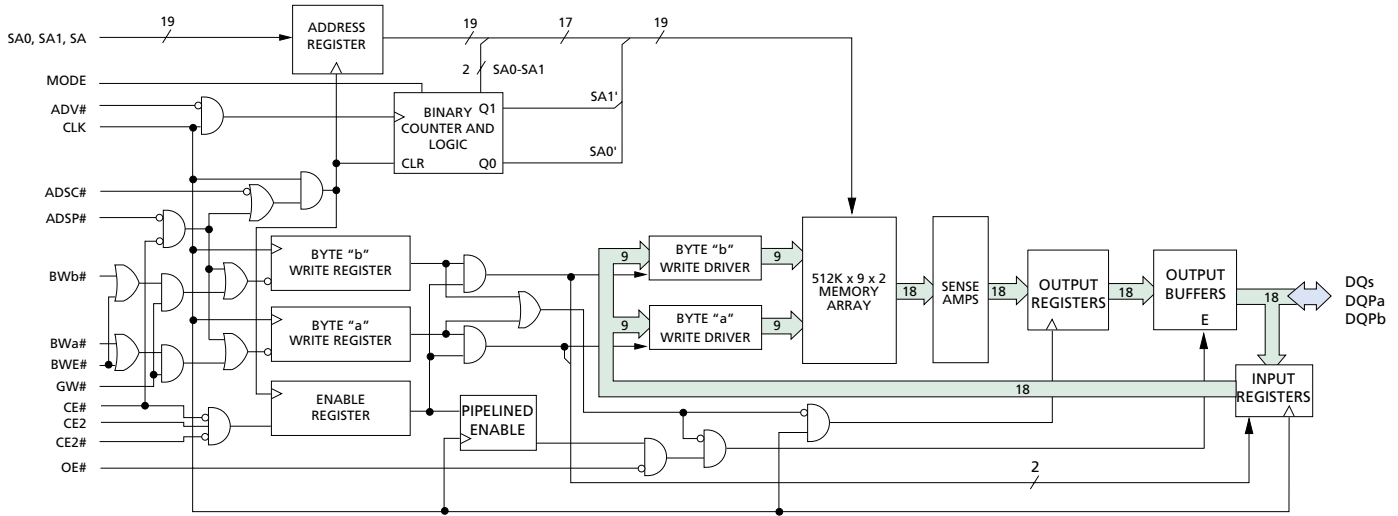 19
ADDRESS
REGISTER
19
17
19
SA0, SA1, SA
2
SA0-SA1
MODE
ADV#
CLK
BINARY
COUNTER AND
LOGIC
Q1
CLR
Q0
SA1'
SA0'
ADSC#
ADSP#
BWb#
BWa#
BWE#
GW#
CE#
CE2
CE2#
OE#
BYTE “b”
WRITE REGISTER
BYTE “a”
WRITE REGISTER
ENABLE
REGISTER
PIPELINED
ENABLE
9
BYTE “b”
WRITE DRIVER
9
9
BYTE “a”
WRITE DRIVER
9
512K x 9 x 2
MEMORY
ARRAY
18
SENSE
AMPS
18
OUTPUT
REGISTERS
18
OUTPUT
BUFFERS
E
18
DQs
DQPa
DQPb
18
INPUT
REGISTERS
2